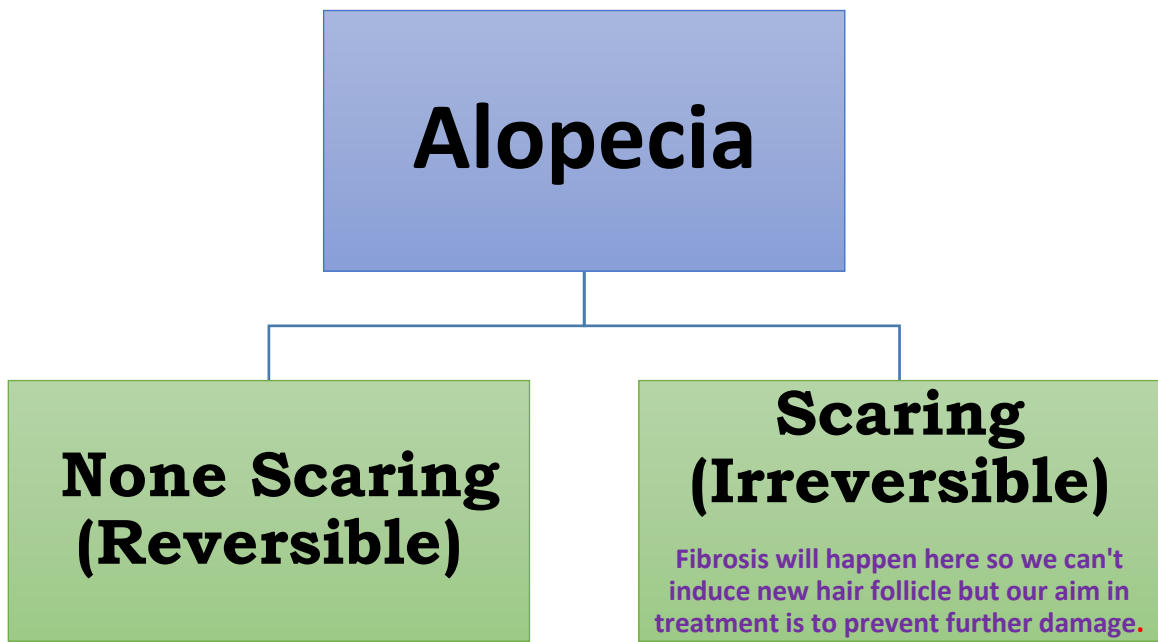 Alopecia
None Scaring
(Reversible)
Scaring
(Irreversible)
Fibrosis will happen here so we can't
induce new hair follicle but our aim in
treatment is to prevent further damage.